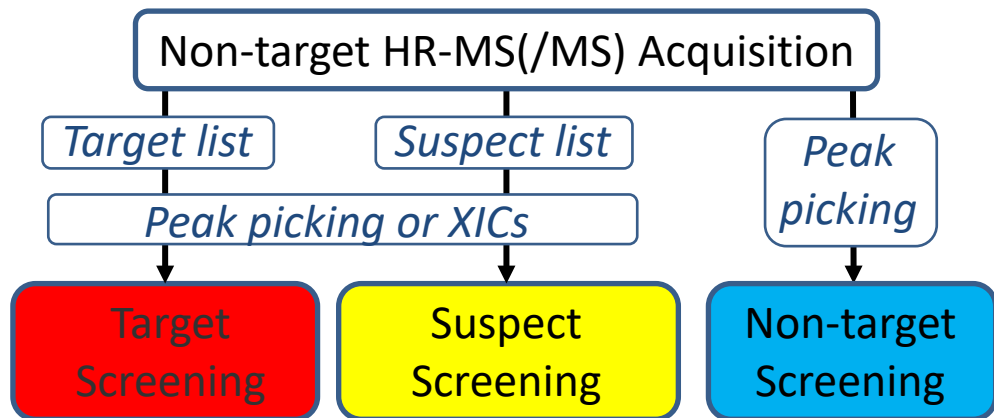 Non-target HR-MS(/MS) Acquisition
Target list
Suspect list
Peak
picking
Peak picking or XICs
Target
Screening
Suspect
Screening
Non-target
Screening